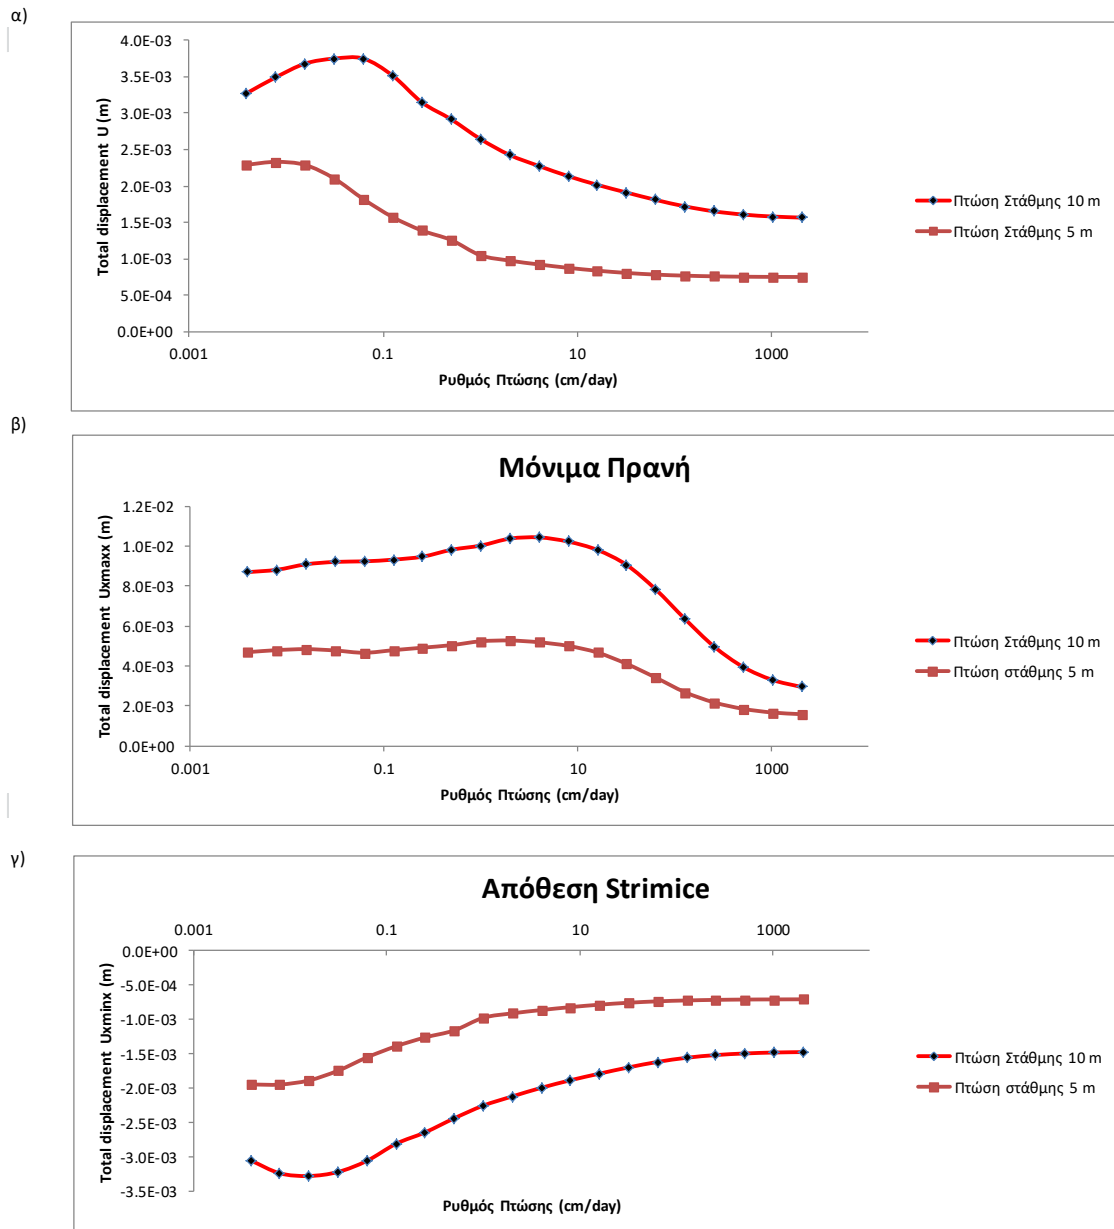 α)
4.0E-03
3.5E-03
3.0E-03
2.5E-03
2.0E-03
1.5E-03
1.0E-03
5.0E-04
0.0E+00
Total displacement U (m)
0.001
0.1
10
1000
Ρυθμός Πτώσης (cm/day)
Πτώση Στάθμης 10 m
Πτώση Στάθμης 5 m
β)
Μόνιμα Πρανή
1.2E-02
1.0E-02
8.0E-03
6.0E-03
4.0E-03
2.0E-03
0.0E+00
Total displacement Uxmaxx (m)
0.001
0.1
10
1000
Ρυθμός Πτώσης (cm/day)
Πτώση Στάθμης 10 m
Πτώση στάθμης 5 m
γ)
Απόθεση Strimice
0.001
0.1
10
1000
0.0E+00
-5.0E-04
-1.0E-03
-1.5E-03
-2.0E-03
-2.5E-03
-3.0E-03
-3.5E-03
Total displacement Uxminx (m)
Ρυθμός Πτώσης (cm/day)
Πτώση Στάθμης 10 m
Πτώση στάθμης 5 m